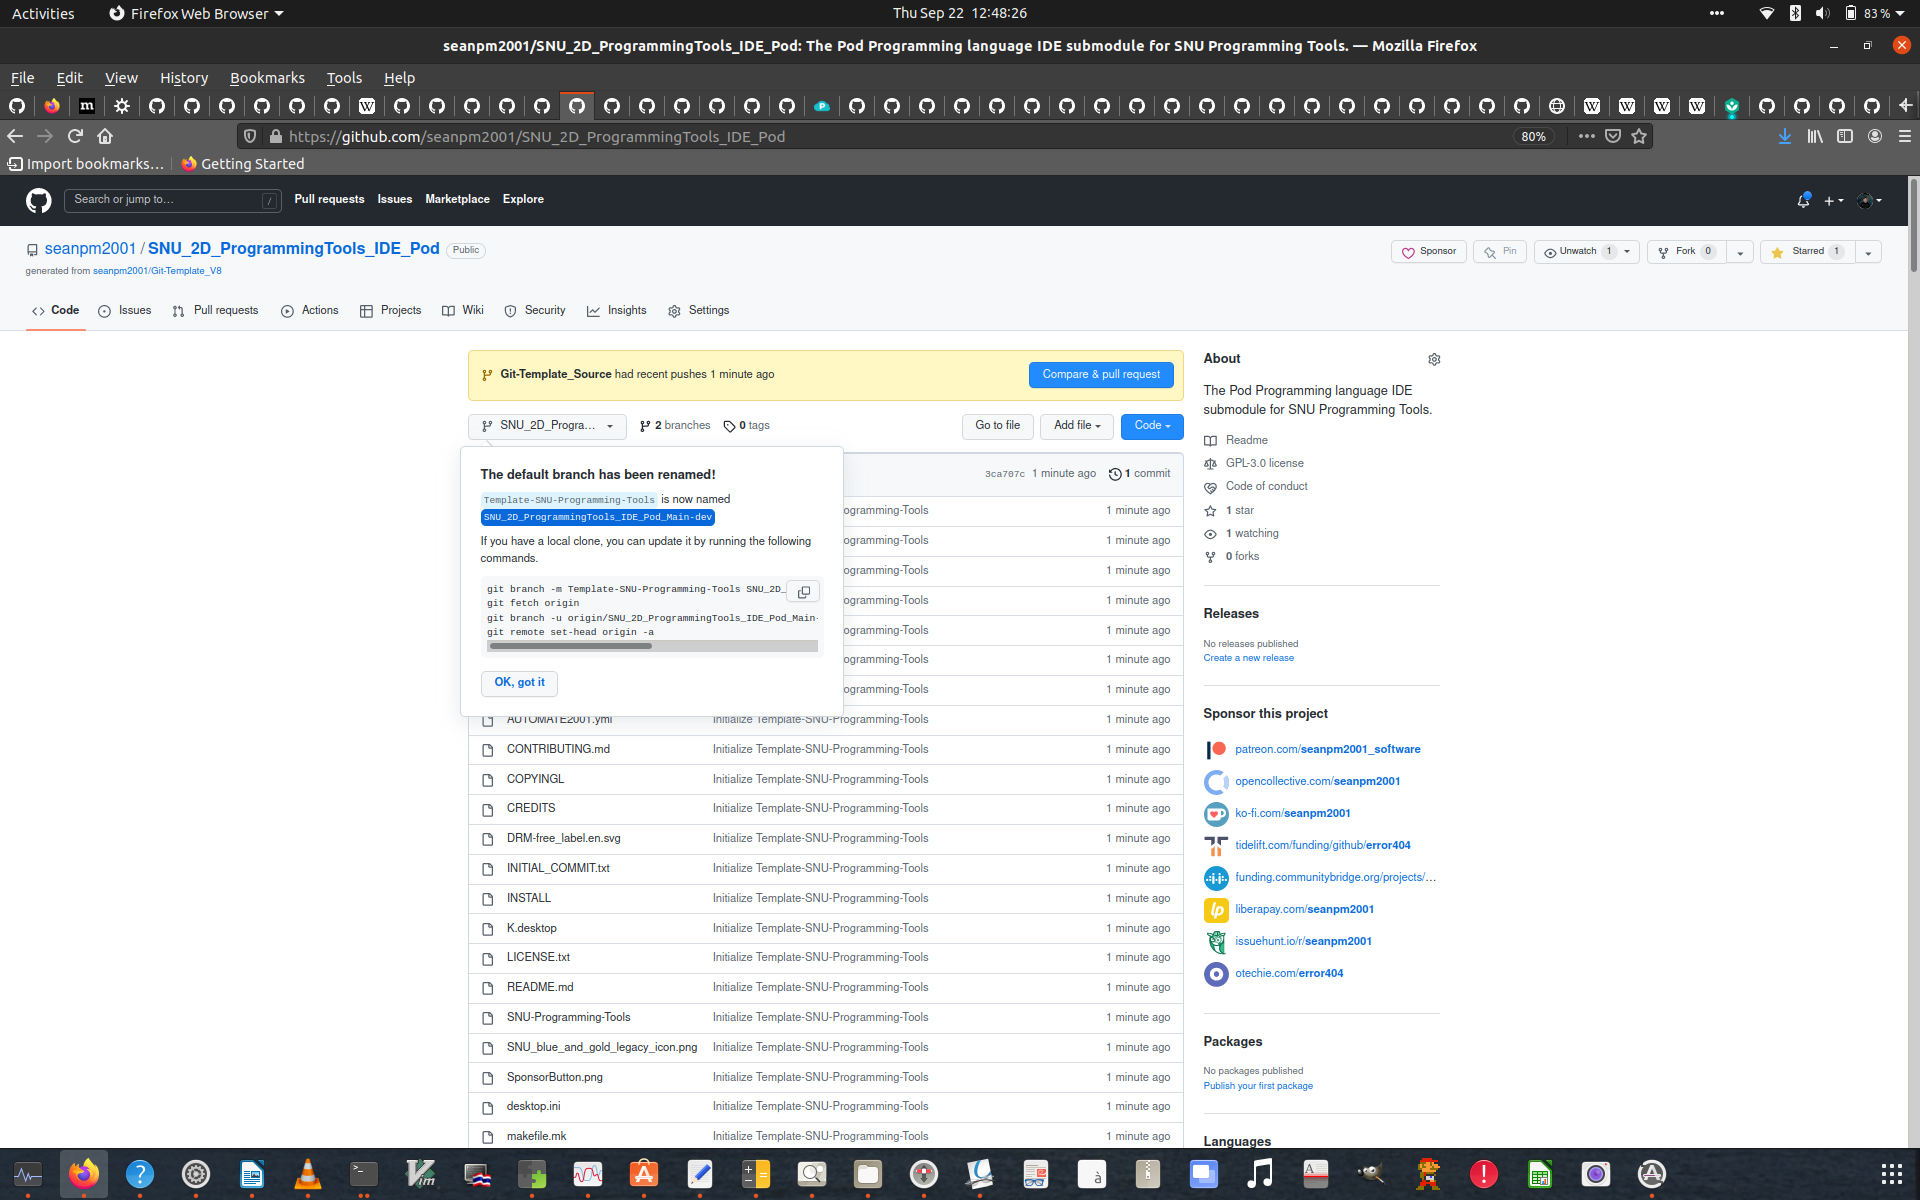 Activities
Firefox Web Browser
Thu Sep 22 12:48:26
83 %
seanpm2001/SNU_2D_ProgrammingTools_IDE_Pod: The Pod Programming language IDE submodule for SNU Programming Tools. — Mozilla Firefox
File Edit View History Bookmarks Tools Help
https://github.com/seanpm2001/SNU_2D_ProgrammingTools_IDE_Pod
80%
Import bookmarks…
Getting Started
Search or jump to…
/
Pull requests Issues Marketplace Explore
seanpm2001 / SNU_2D_ProgrammingTools_IDE_Pod
Public
generated from seanpm2001/Git-Template_V8
Sponsor
Pin
Unwatch 1
Fork 0
Starred 1
Code
Issues
Pull requests
Actions
Projects
Wiki
Security
Insights
Settings
Git-Template_Source had recent pushes 1 minute ago
Compare & pull request
SNU_2D_Progra…
2 branches
0 tags
Go to file
Add file
Code
The default branch has been renamed!
Template-SNU-Programming-Tools is now named
SNU_2D_ProgrammingTools_IDE_Pod_Main-dev
If you have a local clone, you can update it by running the following
commands.
git branch -m Template-SNU-Programming-Tools SNU_2D_
git fetch origin
git branch -u origin/SNU_2D_ProgrammingTools_IDE_Pod_Main-
git remote set-head origin -a
OK, got it
3ca707c 1 minute ago
1 commit
ogramming-Tools 1 minute ago
ogramming-Tools 1 minute ago
ogramming-Tools 1 minute ago
ogramming-Tools 1 minute ago
ogramming-Tools 1 minute ago
ogramming-Tools 1 minute ago
ogramming-Tools 1 minute ago
AUTOMATE2001.yml Initialize Template-SNU-Programming-Tools 1 minute ago
CONTRIBUTING.md Initialize Template-SNU-Programming-Tools 1 minute ago
COPYINGL Initialize Template-SNU-Programming-Tools 1 minute ago
CREDITS Initialize Template-SNU-Programming-Tools 1 minute ago
DRM-free_label.en.svg Initialize Template-SNU-Programming-Tools 1 minute ago
INITIAL_COMMIT.txt Initialize Template-SNU-Programming-Tools 1 minute ago
INSTALL Initialize Template-SNU-Programming-Tools 1 minute ago
K.desktop Initialize Template-SNU-Programming-Tools 1 minute ago
LICENSE.txt Initialize Template-SNU-Programming-Tools 1 minute ago
README.md Initialize Template-SNU-Programming-Tools 1 minute ago
SNU-Programming-Tools Initialize Template-SNU-Programming-Tools 1 minute ago
SNU_blue_and_gold_legacy_icon.png Initialize Template-SNU-Programming-Tools 1 minute ago
SponsorButton.png Initialize Template-SNU-Programming-Tools 1 minute ago
desktop.ini Initialize Template-SNU-Programming-Tools 1 minute ago
makefile.mk Initialize Template-SNU-Programming-Tools 1 minute ago
About
The Pod Programming language IDE
submodule for SNU Programming Tools.
Readme
GPL-3.0 license
Code of conduct
1 star
1 watching
0 forks
Releases
No releases published
Create a new release
Sponsor this project
patreon.com/seanpm2001_software
opencollective.com/seanpm2001
ko-fi.com/seanpm2001
tidelift.com/funding/github/error404
funding.communitybridge.org/projects/…
liberapay.com/seanpm2001
issuehunt.io/r/seanpm2001
otechie.com/error404
Packages
No packages published
Publish your first package
Languages